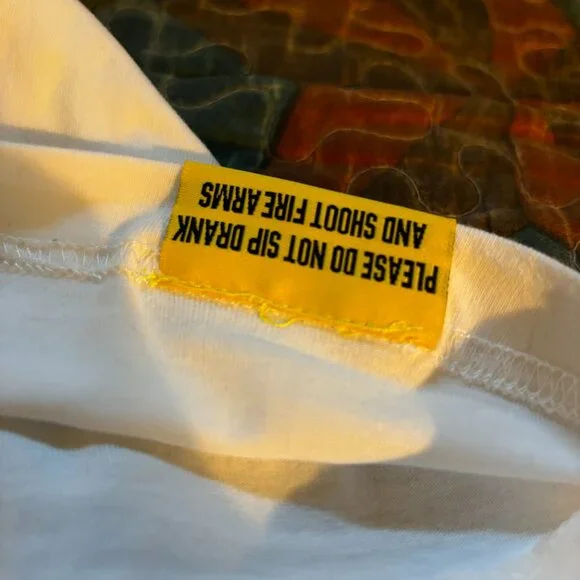 PLEASE DO NOT SIP DRANK
AND SHOOT FIRE ARMS